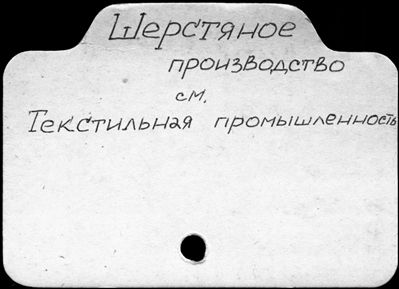 Шерстяное
производство
см.
Текстильная промышленность